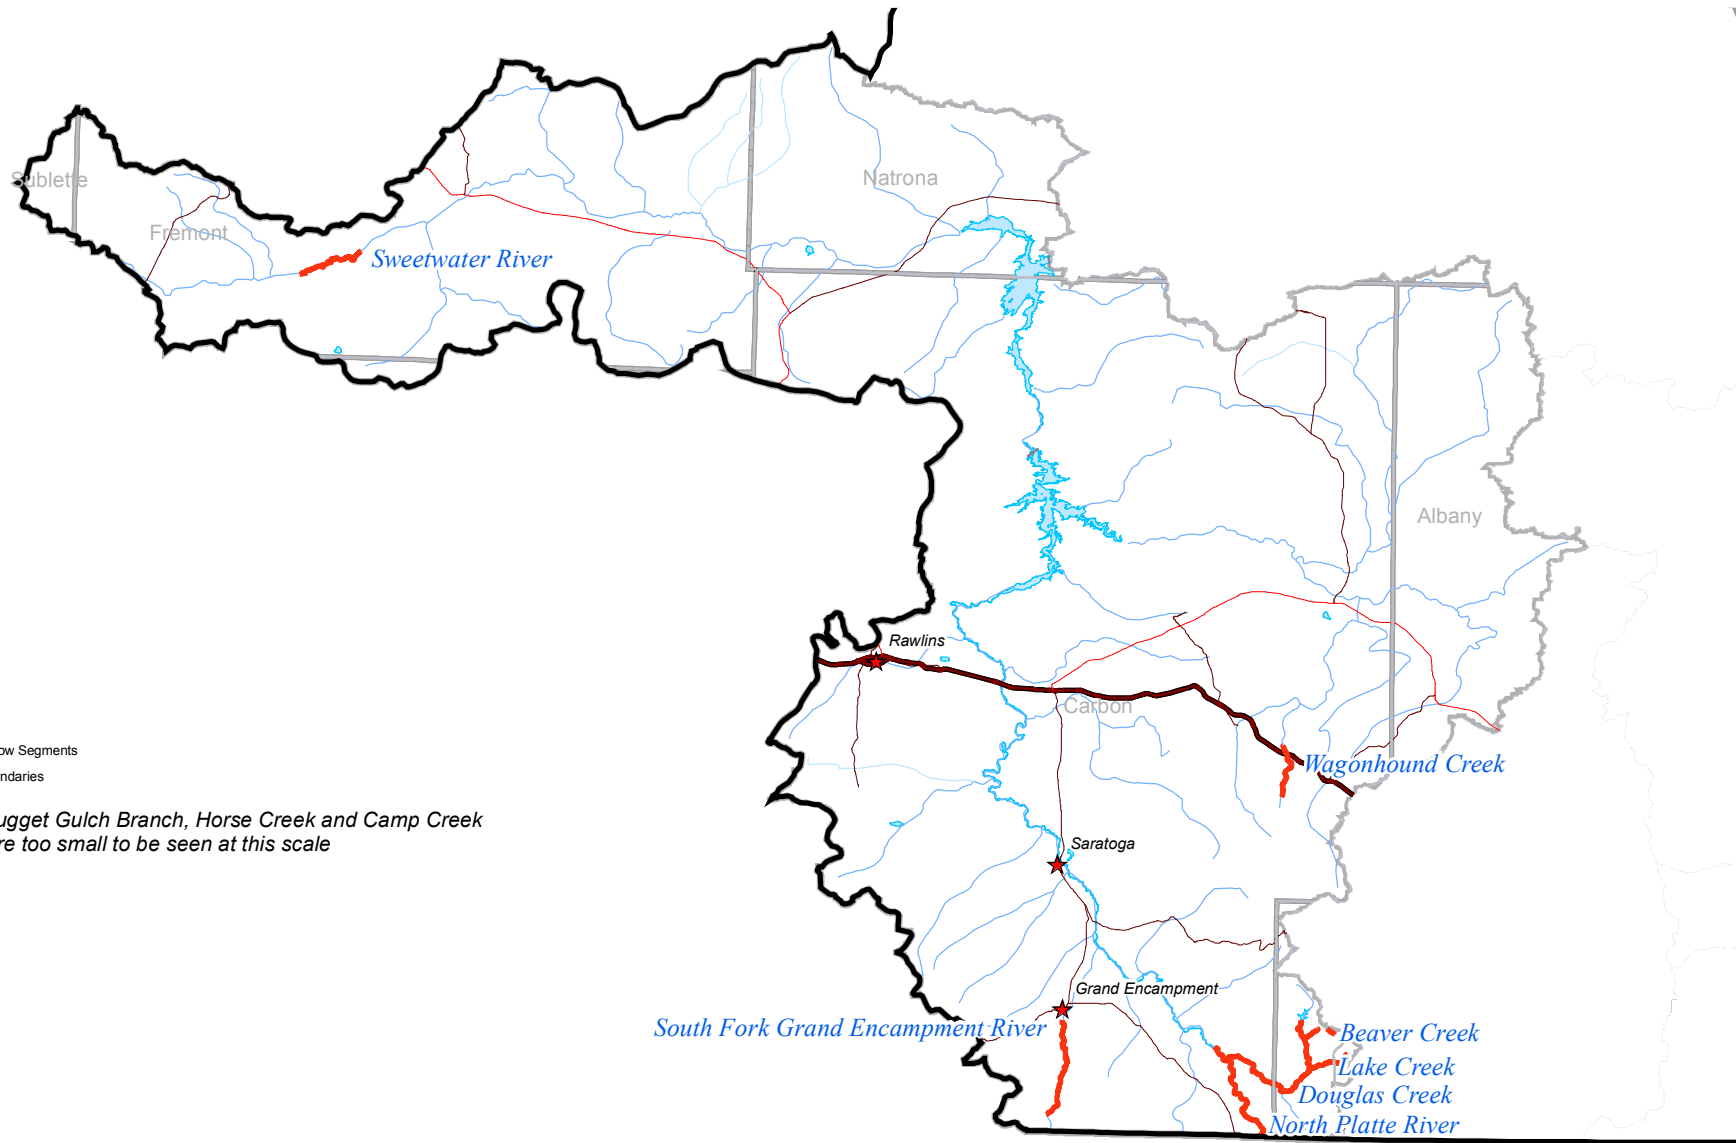 Natrona
Sublette
Fremont
Sweetwater River
Albany
Rawlins
Carbon
ow Segments
Wagonhound Creek
ndaries
ugget Gulch Branch, Horse Creek and Camp Creek
re too small to be seen at this scale
Saratoga
Grand Encampment
South Fork Grand Encampment River
Beaver Creek
Lake Creek
Douglas Creek
North Platte River